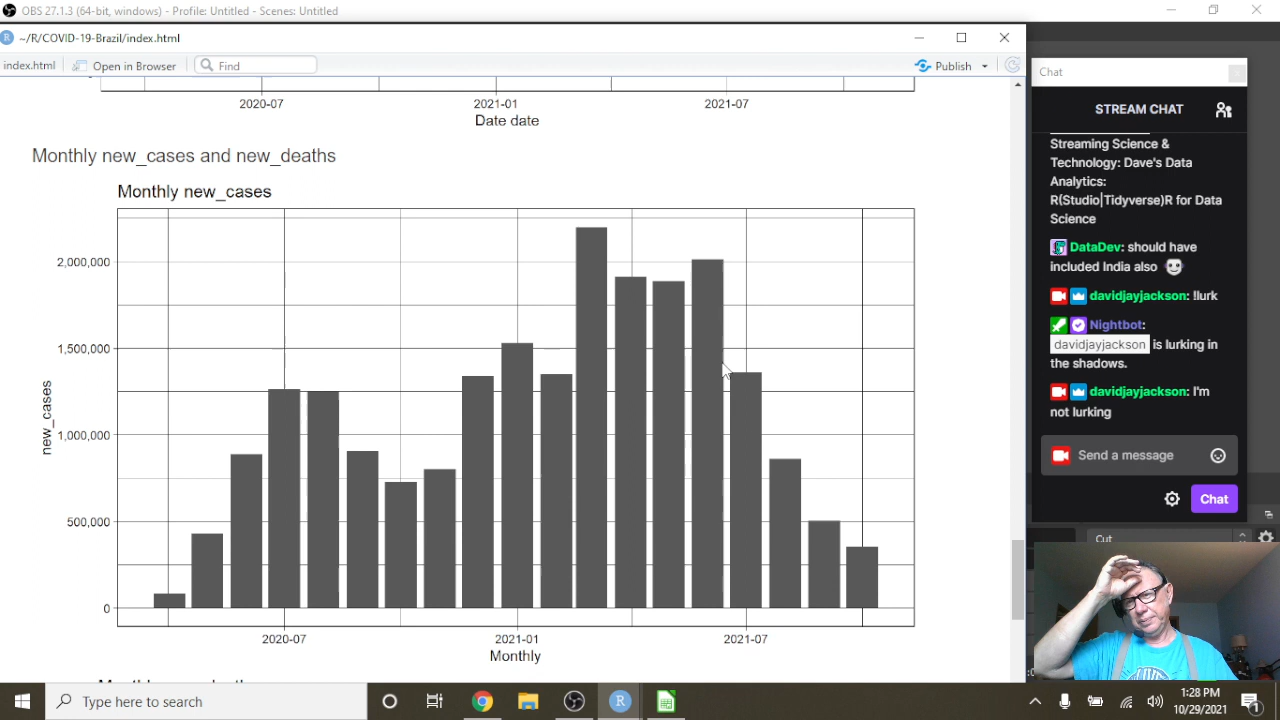 OBS 27.1.3 (64-bit, windows) - Profile: Untitled - Scenes: Untitled
~/R/COVID-19-Brazil/index.html
index.html
Open in Browser
Find
Publish
2020-07
2021-01
2021-07
Date date
Monthly new_cases and new_deaths
Monthly new_cases
2,000,000
1,500,000
1,000,000
500,000
0
new_cases
2020-07
2021-01
2021-07
Monthly
Chat
STREAM CHAT
Streaming Science &
Technology: Dave's Data
Analytics:
R(Studio|Tidyverse)R for Data
Science
DataDev: should have
included India also
davidjayjackson: !lurk
Nightbot:
davidjayjackson is lurking in
the shadows.
davidjayjackson: I'm
not lurking
Send a message
Chat
Cut
Type here to search
1:28 PM
10/29/2021
1